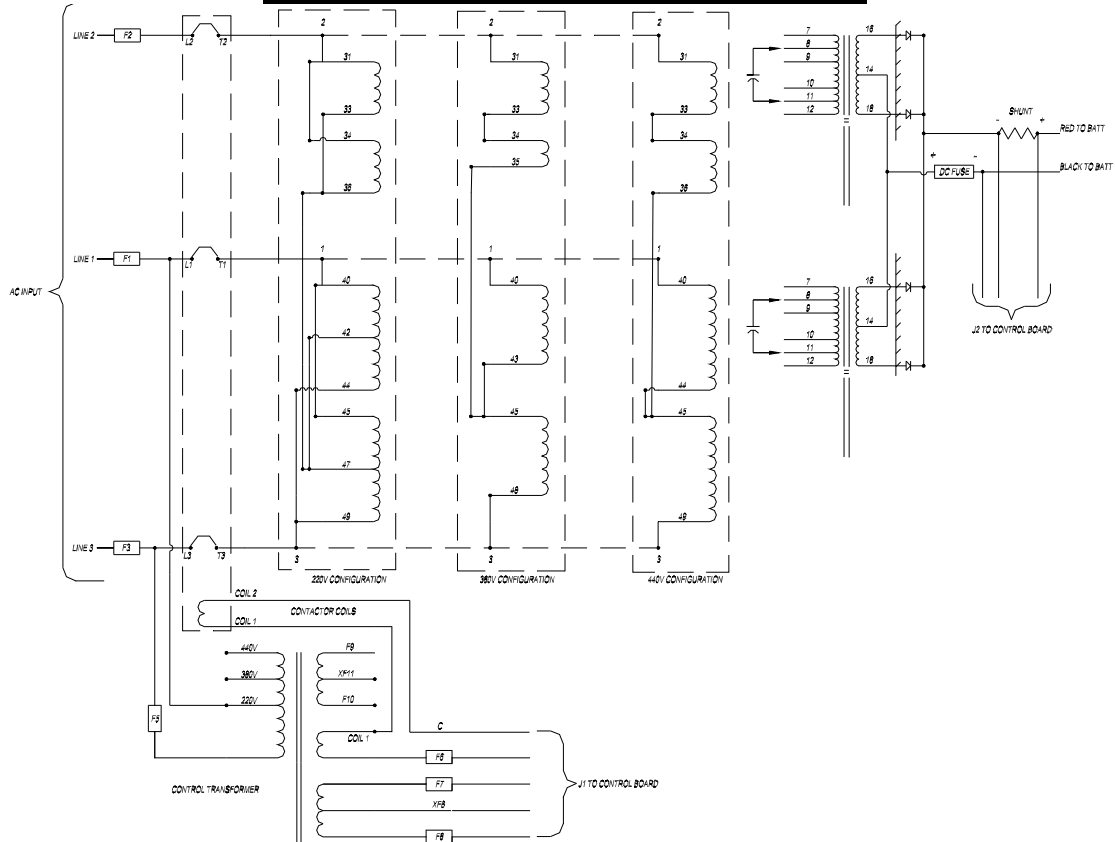 2
2
2
LINE 2
F2
L2
T2
31
33
34
36
31
33
34
35
31
33
34
36
7
8
9
10
11
12
16
14
18
SHUNT
-
+
RED TO BATT
+
-
DC FUSE
BLACK TO BATT
LINE 1
F1
L1
T1
1
1
1
AC INPUT
40
42
44
45
47
49
40
43
45
48
40
44
45
49
7
8
9
10
11
12
16
14
18
J2 TO CONTROL BOARD
LINE 3
F3
L3
T3
3
3
3
220V CONFIGURATION
380V CONFIGURATION
440V CONFIGURATION
COIL 2
CONTACTOR COILS
COIL 1
440V
380V
220V
F9
XF11
F10
F5
COIL 1
C
F6
F7
XF8
F8
J1 TO CONTROL BOARD
CONTROL TRANSFORMER